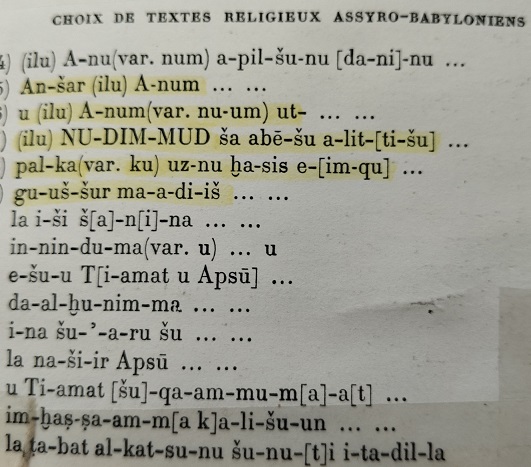 CHOIX DE TEXTES RELIGIEUX ASSYRO-BABYLONIENS
4) (ilu) A-nu(var. num) a-pil-šu-nu [da-ni]-nu ...
5) An-šar (ilu) A-num ... ...
6) u (ilu) A-num(var. nu-um) ut- ... ...
) (ilu) NU-DIM-MUD ša abē-šu a-lit-[ti-šu] ...
) pal-ka(var. ku) uz-nu ḫa-sis e-[im-qu] ...
) gu-uš-šur ma-a-di-iš ... ...
la i-ši š[a]-n[i]-na ... ...
in-nin-du-ma(var. u) ... u
e-šu-u T[i-amat u Apsū] ...
da-al-ḫu-nim-ma ... ...
i-na šu-ʾ-a-ru šu ... ...
la na-ši-ir Apsū ... ...
u Ti-amat [šu]-qa-am-mu-m[a]-a[t] ...
im-ḫaṣ-ṣa-am-m[a k]a-li-šu-un ... ...
la ṭa-bat al-kat-su-nu šu-nu-[t]i i-ta-dil-la